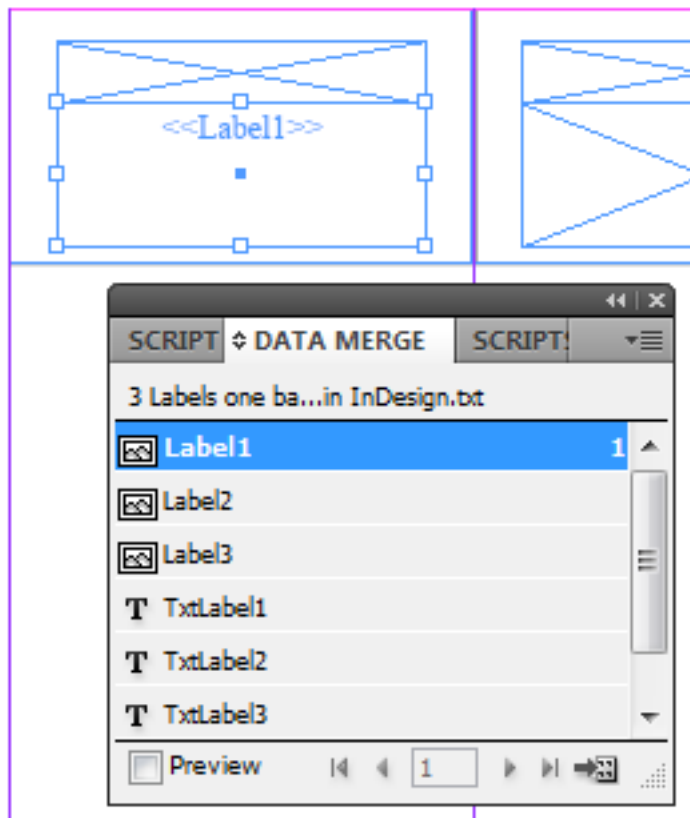 <<Label1>>
SCRIPT DATA MERGE SCRIPTS
3 Labels one ba...in InDesign.txt
Label1 1
Label2
Label3
T TxtLabel1
T TxtLabel2
T TxtLabel3
Preview 1